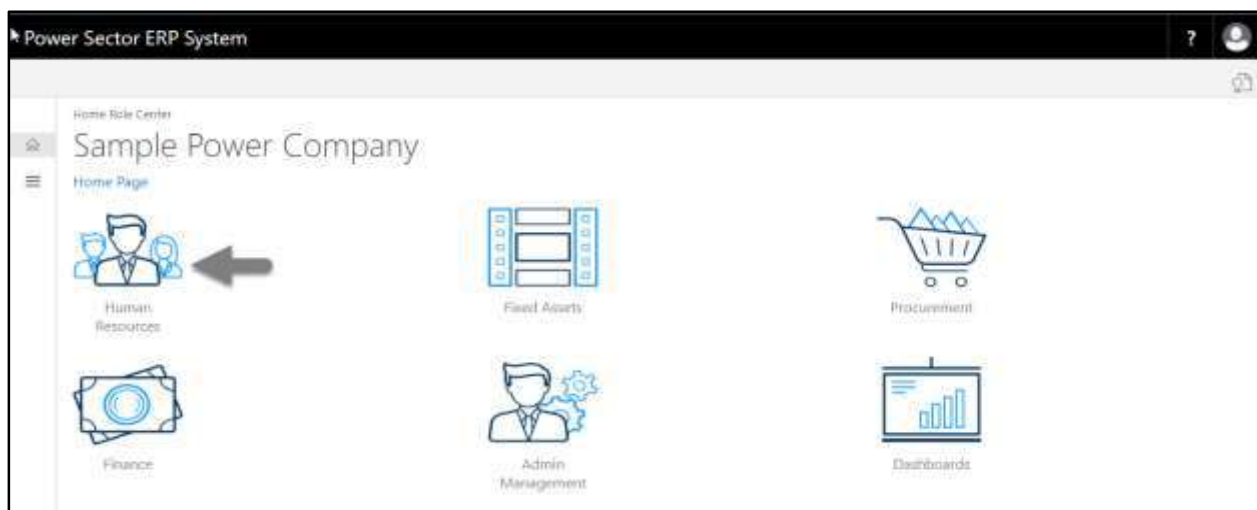 Power Sector ERP System ?
Home Role Center
Sample Power Company
Home Page
Human
Resources
Fixed Assets
Procurement
Finance
Admin
Management
Dashboards